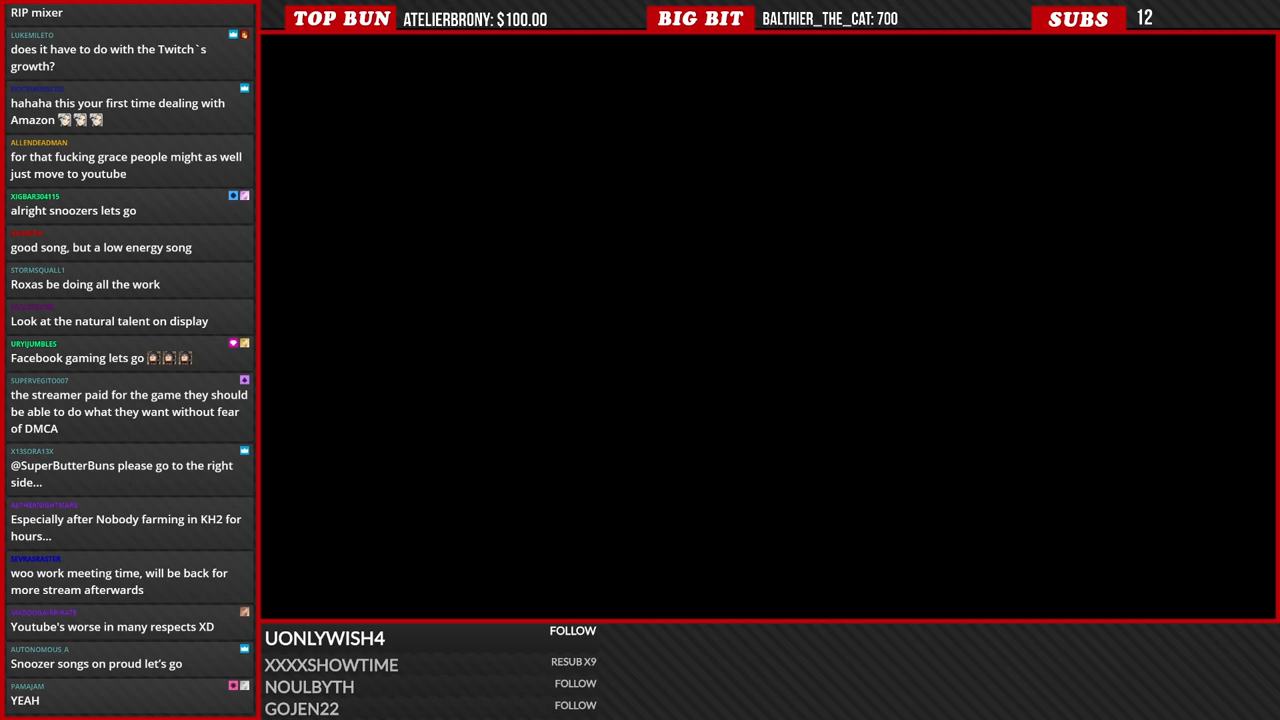 TOP BUN ATELIERBRONY: $100.00 BIG BIT BALTHIER_THE_CAT: 700 SUBS 12
RIP mixer
LUKEMILETO
does it have to do with the Twitch`s
growth?
hahaha this your first time dealing with
Amazon
ALLENDEADMAN
for that fucking grace people might as well
just move to youtube
XIGBAR304115
alright snoozers lets go
good song, but a low energy song
STORMSQUALL1
Roxas be doing all the work
Look at the natural talent on display
URYIJUMBLES
Facebook gaming lets go
SUPERVEGITO007
the streamer paid for the game they should
be able to do what they want without fear
of DMCA
X13SORA13X
@SuperButterBuns please go to the right
side...
Especially after Nobody farming in KH2 for
hours...
SEVRASRASTER
woo work meeting time, will be back for
more stream afterwards
Youtube's worse in many respects XD
AUTONOMOUS_A
Snoozer songs on proud let's go
PAMAJAM
YEAH
UONLYWISH4 FOLLOW
XXXXSHOWTIME RESUB X9
NOULBYTH FOLLOW
GOJEN22 FOLLOW